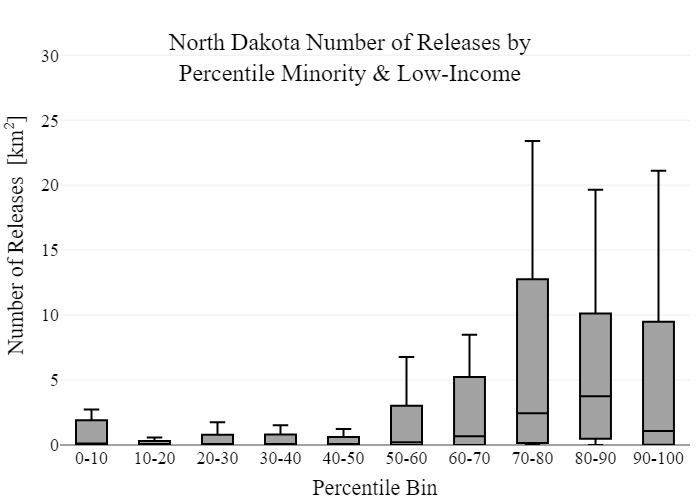 North Dakota Number of Releases by
Percentile Minority & Low-Income
Number of Releases [km²]
30
25
20
15
10
5
0
0-10 10-20 20-30 30-40 40-50 50-60 60-70 70-80 80-90 90-100
Percentile Bin